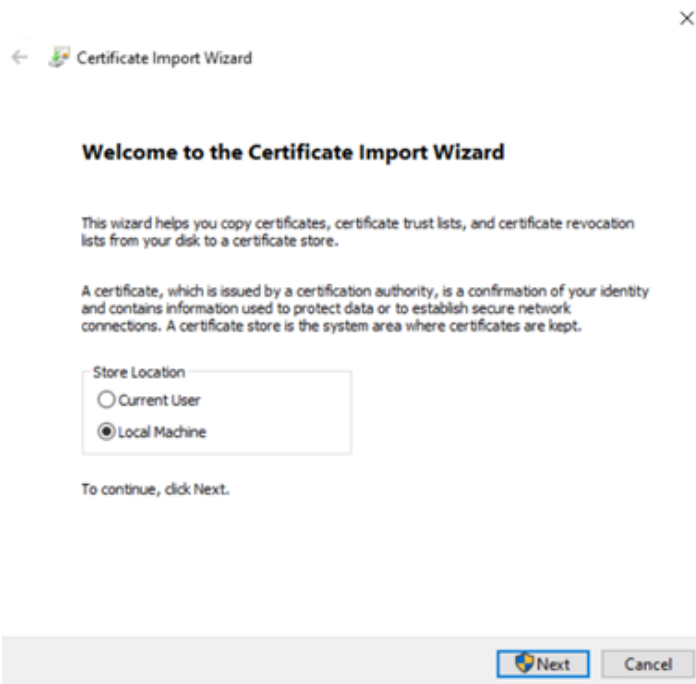 Certificate Import Wizard
Welcome to the Certificate Import Wizard
This wizard helps you copy certificates, certificate trust lists, and certificate revocation
lists from your disk to a certificate store.
A certificate, which is issued by a certification authority, is a confirmation of your identity
and contains information used to protect data or to establish secure network
connections. A certificate store is the system area where certificates are kept.
Store Location
Current User
Local Machine
To continue, click Next.
Next
Cancel